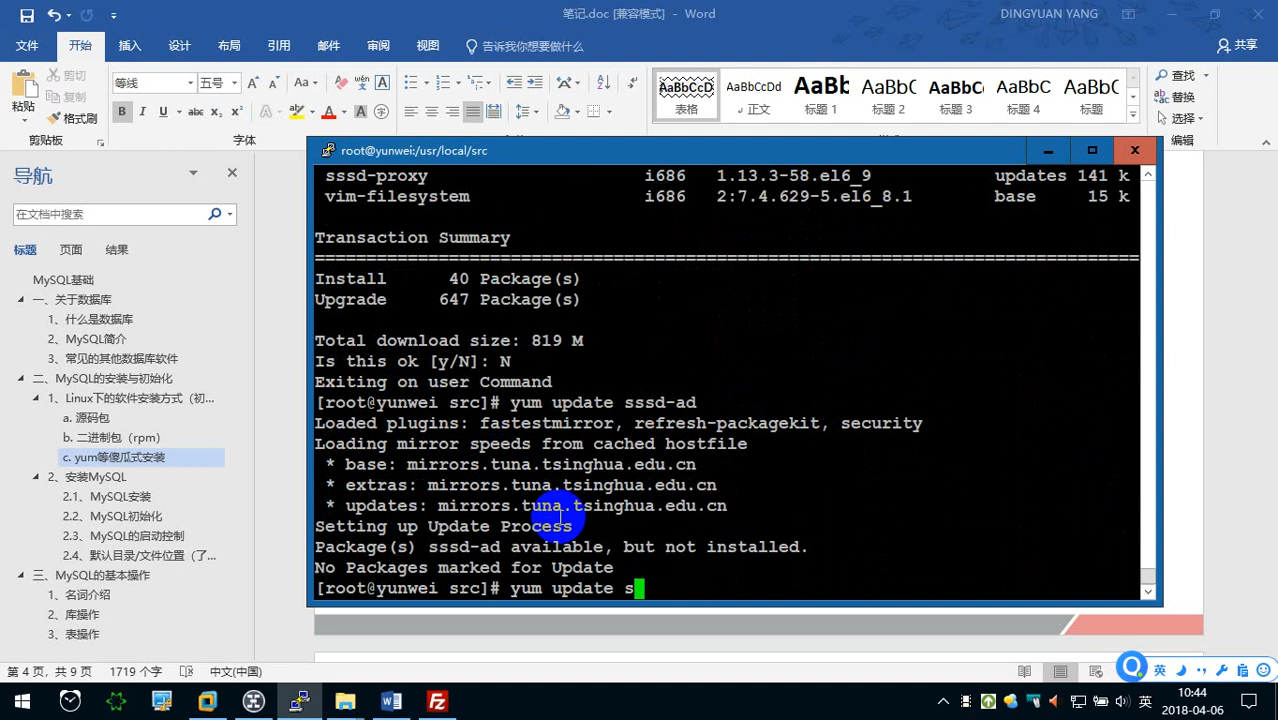 笔记.doc [兼容模式] - Word
DINGYUAN YANG
文件 开始 插入 设计 布局 引用 邮件 审阅 视图 告诉我你想要做什么 共享
粘贴 剪切 复制 格式刷
剪贴板
等线 五号
字体
AaBbCcD 表格
AaBbCcDd 正文
AaBb 标题 1
AaBbC 标题 2
AaBbC 标题 3
AaBbC 标题 4
AaBbC 标题
查找
替换
选择
编辑
导航
在文档中搜索
标题 页面 结果
MySQL基础
一、关于数据库
1、什么是数据库
2、MySQL简介
3、常见的其他数据库软件
二、MySQL的安装与初始化
1、Linux下的软件安装方式（初...
a. 源码包
b. 二进制包（rpm）
c. yum等傻瓜式安装
2、安装MySQL
2.1、MySQL安装
2.2、MySQL初始化
2.3、MySQL的启动控制
2.4、默认目录/文件位置（了...
三、MySQL的基本操作
1、名词介绍
2、库操作
3、表操作
root@yunwei:/usr/local/src
sssd-proxy i686 1.13.3-58.el6_9 updates 141 k
vim-filesystem i686 2:7.4.629-5.el6_8.1 base 15 k
Transaction Summary
================================================================================
Install 40 Package(s)
Upgrade 647 Package(s)
Total download size: 819 M
Is this ok [y/N]: N
Exiting on user Command
[root@yunwei src]# yum update sssd-ad
Loaded plugins: fastestmirror, refresh-packagekit, security
Loading mirror speeds from cached hostfile
* base: mirrors.tuna.tsinghua.edu.cn
* extras: mirrors.tuna.tsinghua.edu.cn
* updates: mirrors.tuna.tsinghua.edu.cn
Setting up Update Process
Package(s) sssd-ad available, but not installed.
No Packages marked for Update
[root@yunwei src]# yum update s
第 4 页，共 9 页 1719 个字 中文(中国)
英
英
10:44
2018-04-06